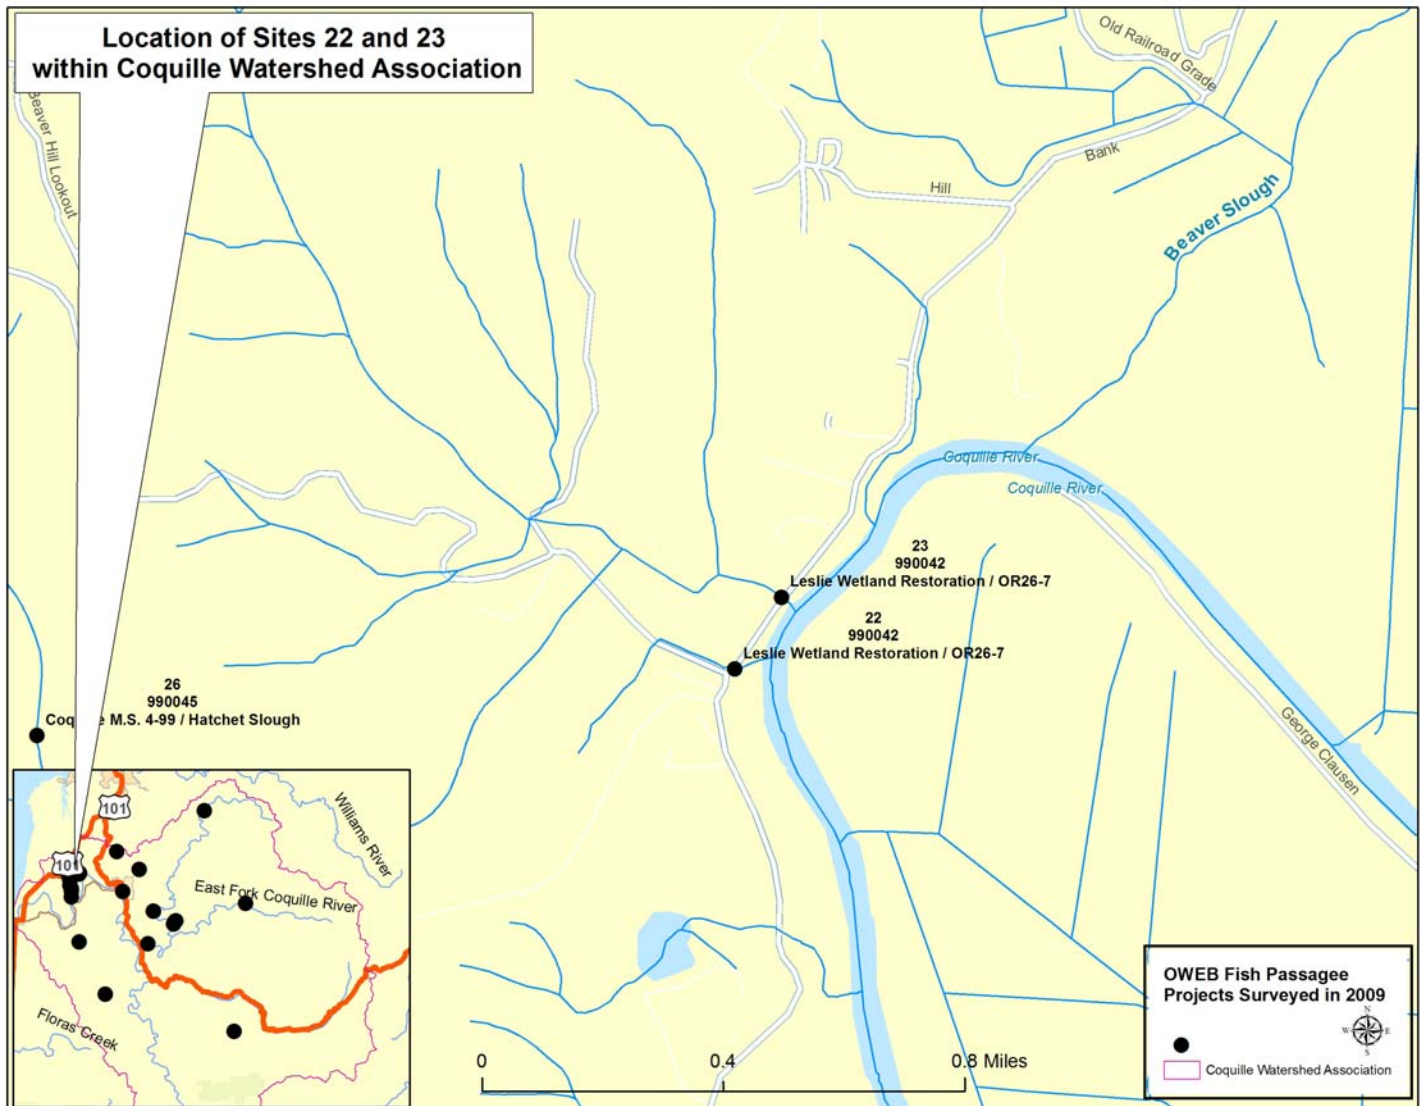 Location of Sites 22 and 23
within Coquille Watershed Association
Old Railroad Grade
Beaver Hill Lookout
Bank
Hill
Beaver Slough
Coquille River
Coquille River
23
990042
Leslie Wetland Restoration / OR26-7
22
990042
Leslie Wetland Restoration / OR26-7
26
990045
Coq e M.S. 4-99 / Hatchet Slough
George Clausen
101
101
Williams River
East Fork Coquille River
Floras Creek
0 0.4 0.8 Miles
OWEB Fish Passagee
Projects Surveyed in 2009
N
W E
S
Coquille Watershed Association